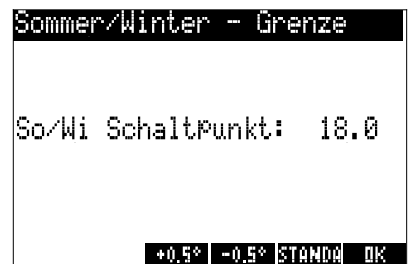 Sommer/Winter - Grenze
So/Wi Schaltpunkt: 18.0
+0.5° -0.5° STANDA OK